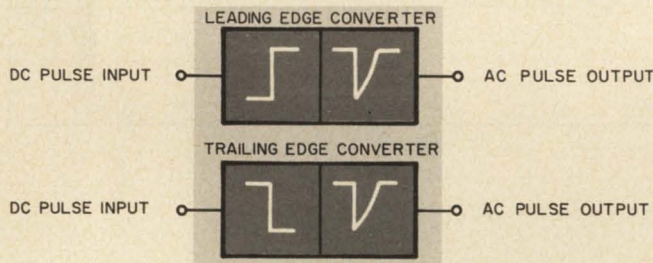 LEADING EDGE CONVERTER
DC PULSE INPUT
AC PULSE OUTPUT
TRAILING EDGE CONVERTER
DC PULSE INPUT
AC PULSE OUTPUT